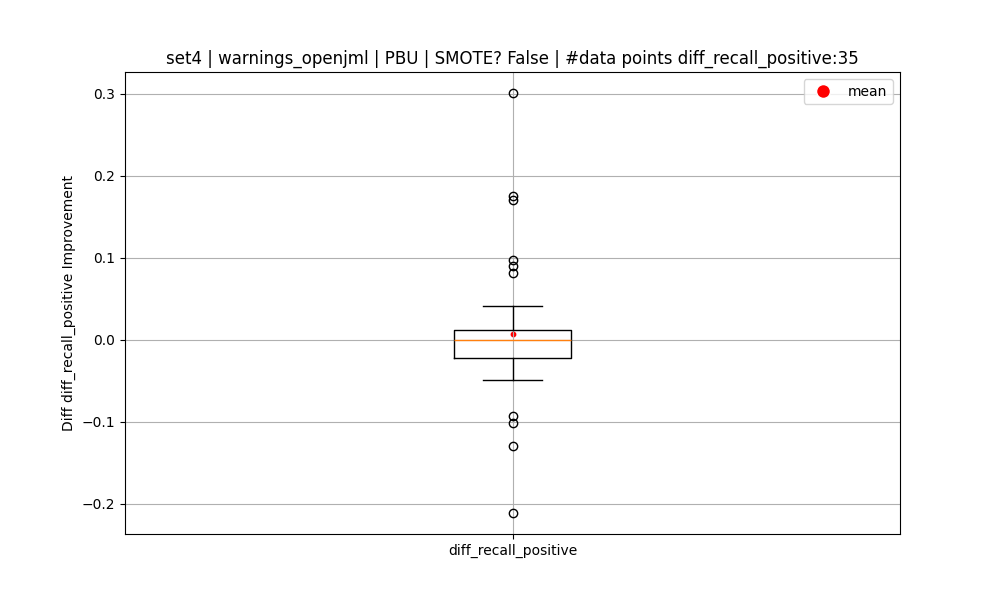 set4 | warnings_openjml | PBU | SMOTE? False | #data points diff_recall_positive:35
mean
0.3
0.2
0.1
0.0
−0.1
−0.2
Diff diff_recall_positive Improvement
diff_recall_positive